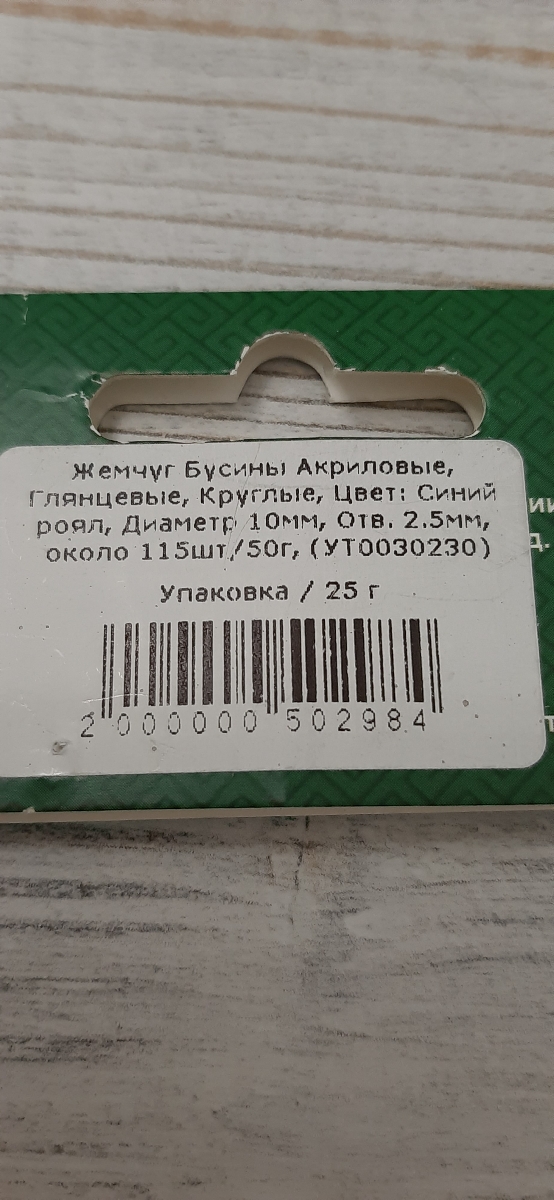 Жемчуг Бусины Акриловые,
Глянцевые, Круглые, Цвет: Синий
роял, Диаметр 10мм, Отв. 2.5мм,
около 115шт/50г, (УТ0030230)
Упаковка / 25 г
2 000000 502984